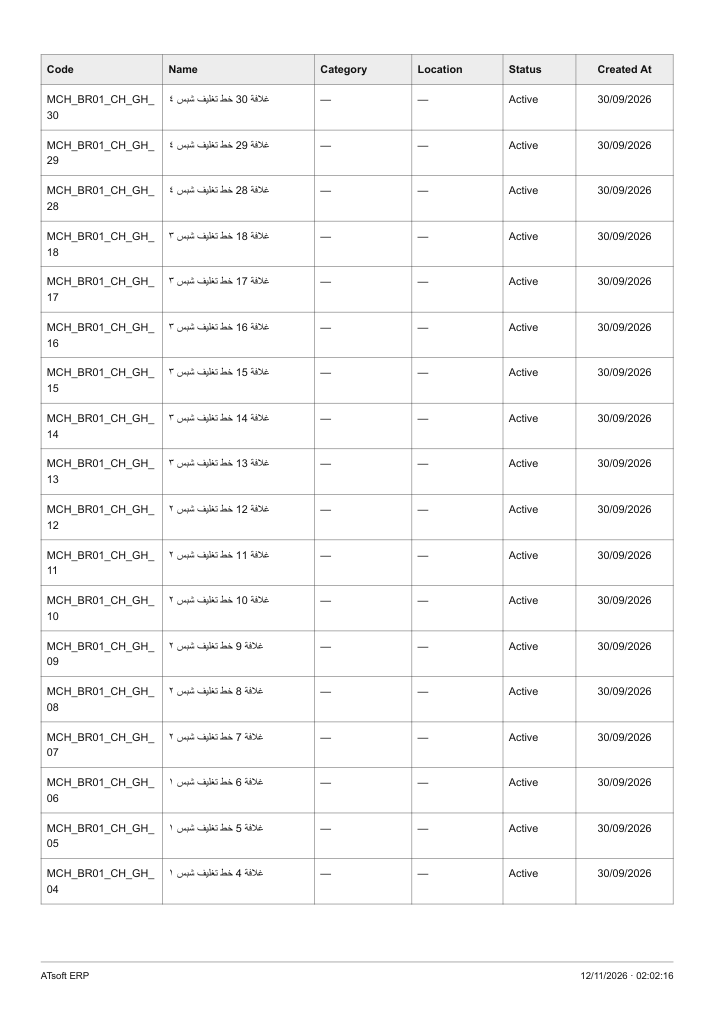 Code Name Category Location Status Created At
MCH_BR01_CH_GH_ غلافة 30 خط تغليف شبس ٤ — — Active 30/09/2026
30
MCH_BR01_CH_GH_ غلافة 29 خط تغليف شبس ٤ — — Active 30/09/2026
29
MCH_BR01_CH_GH_ غلافة 28 خط تغليف شبس ٤ — — Active 30/09/2026
28
MCH_BR01_CH_GH_ غلافة 18 خط تغليف شبس ٣ — — Active 30/09/2026
18
MCH_BR01_CH_GH_ غلافة 17 خط تغليف شبس ٣ — — Active 30/09/2026
17
MCH_BR01_CH_GH_ غلافة 16 خط تغليف شبس ٣ — — Active 30/09/2026
16
MCH_BR01_CH_GH_ غلافة 15 خط تغليف شبس ٣ — — Active 30/09/2026
15
MCH_BR01_CH_GH_ غلافة 14 خط تغليف شبس ٣ — — Active 30/09/2026
14
MCH_BR01_CH_GH_ غلافة 13 خط تغليف شبس ٣ — — Active 30/09/2026
13
MCH_BR01_CH_GH_ غلافة 12 خط تغليف شبس ٢ — — Active 30/09/2026
12
MCH_BR01_CH_GH_ غلافة 11 خط تغليف شبس ٢ — — Active 30/09/2026
11
MCH_BR01_CH_GH_ غلافة 10 خط تغليف شبس ٢ — — Active 30/09/2026
10
MCH_BR01_CH_GH_ غلافة 9 خط تغليف شبس ٢ — — Active 30/09/2026
09
MCH_BR01_CH_GH_ غلافة 8 خط تغليف شبس ٢ — — Active 30/09/2026
08
MCH_BR01_CH_GH_ غلافة 7 خط تغليف شبس ٢ — — Active 30/09/2026
07
MCH_BR01_CH_GH_ غلافة 6 خط تغليف شبس ١ — — Active 30/09/2026
06
MCH_BR01_CH_GH_ غلافة 5 خط تغليف شبس ١ — — Active 30/09/2026
05
MCH_BR01_CH_GH_ غلافة 4 خط تغليف شبس ١ — — Active 30/09/2026
04
ATsoft ERP 12/11/2026 · 02:02:16